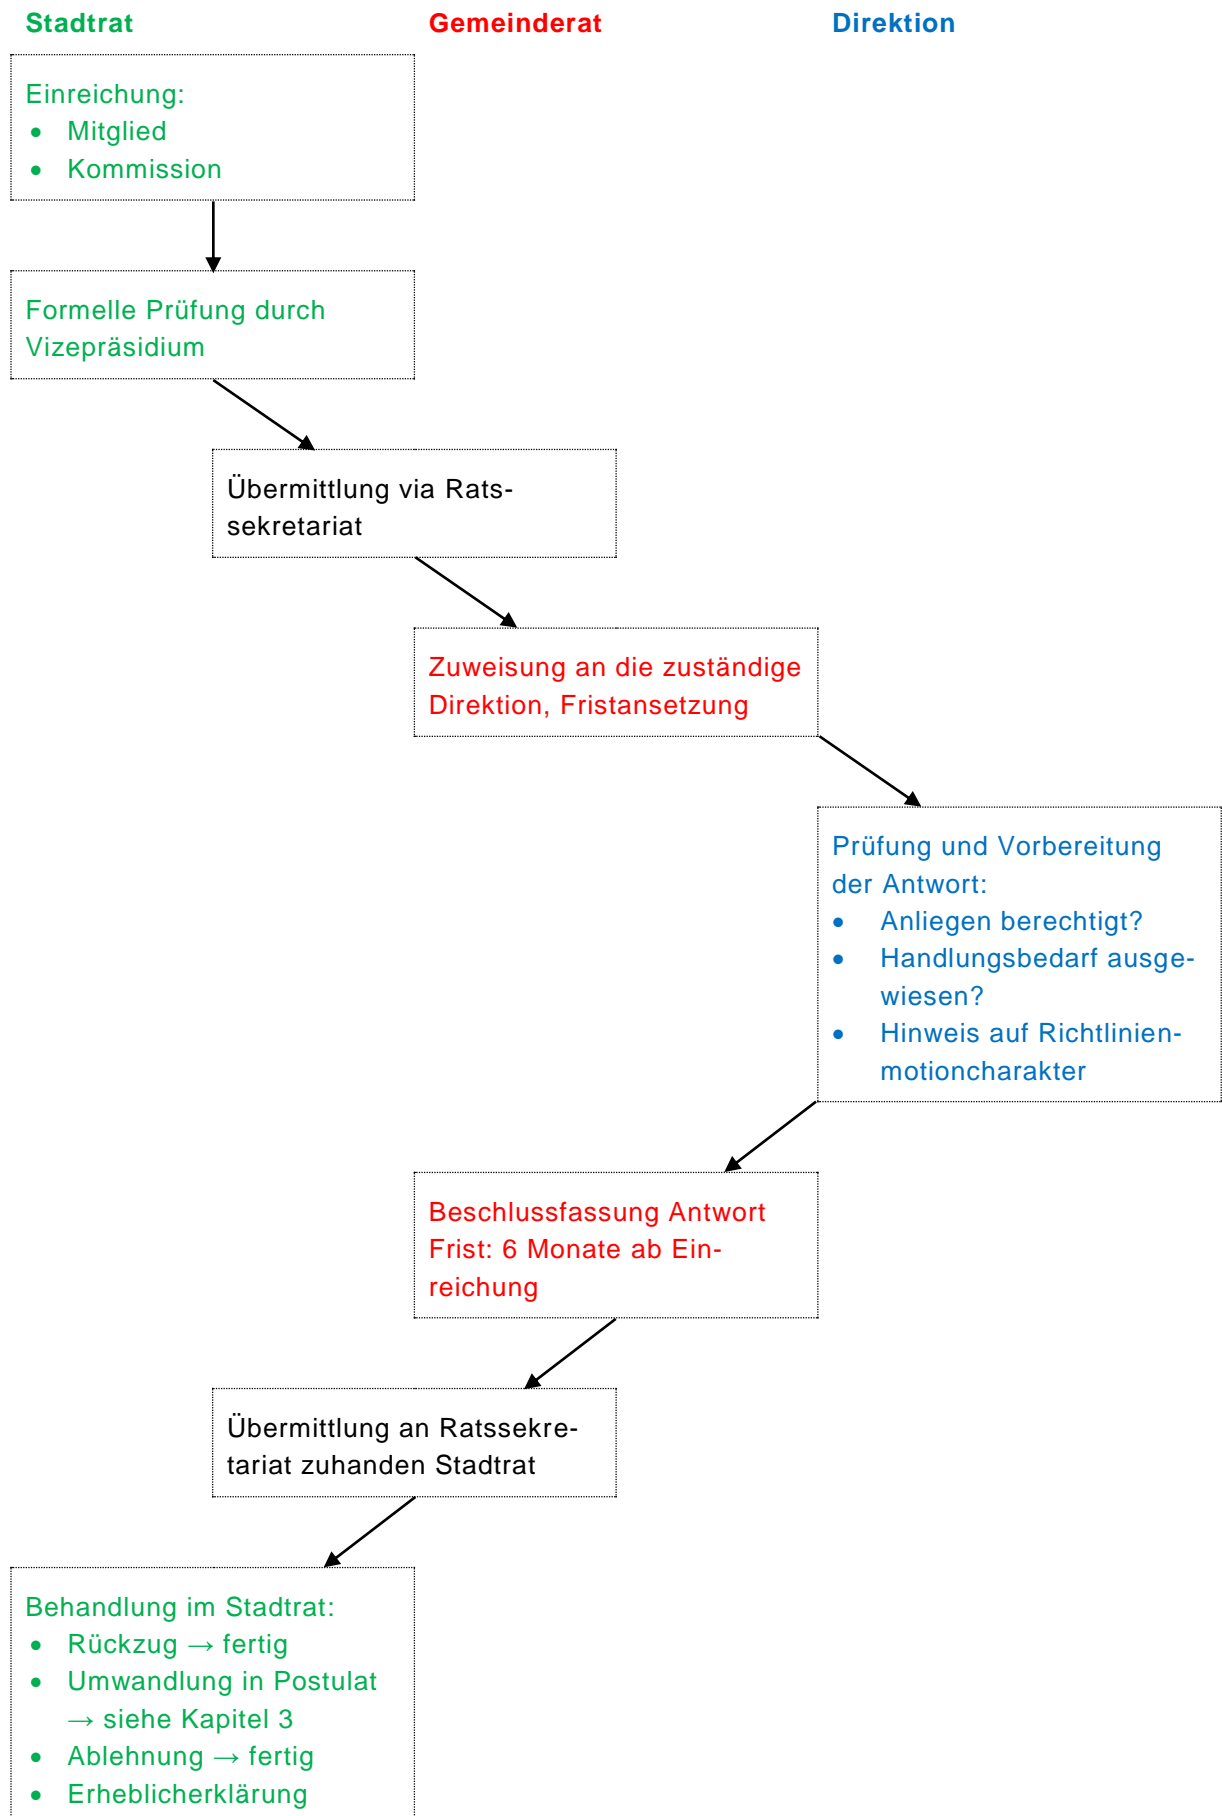 Stadtrat
Gemeinderat
Direktion
Einreichung:
• Mitglied
• Kommission
Formelle Prüfung durch
Vizepräsidium
Übermittlung via Rats-
sekretariat
Zuweisung an die zuständige
Direktion, Fristansetzung
Prüfung und Vorbereitung
der Antwort:
• Anliegen berechtigt?
• Handlungsbedarf ausge-
wiesen?
• Hinweis auf Richtlinien-
motioncharakter
Beschlussfassung Antwort
Frist: 6 Monate ab Ein-
reichung
Übermittlung an Ratssekre-
tariat zuhanden Stadtrat
Behandlung im Stadtrat:
• Rückzug → fertig
• Umwandlung in Postulat
→ siehe Kapitel 3
• Ablehnung → fertig
• Erheblicherklärung